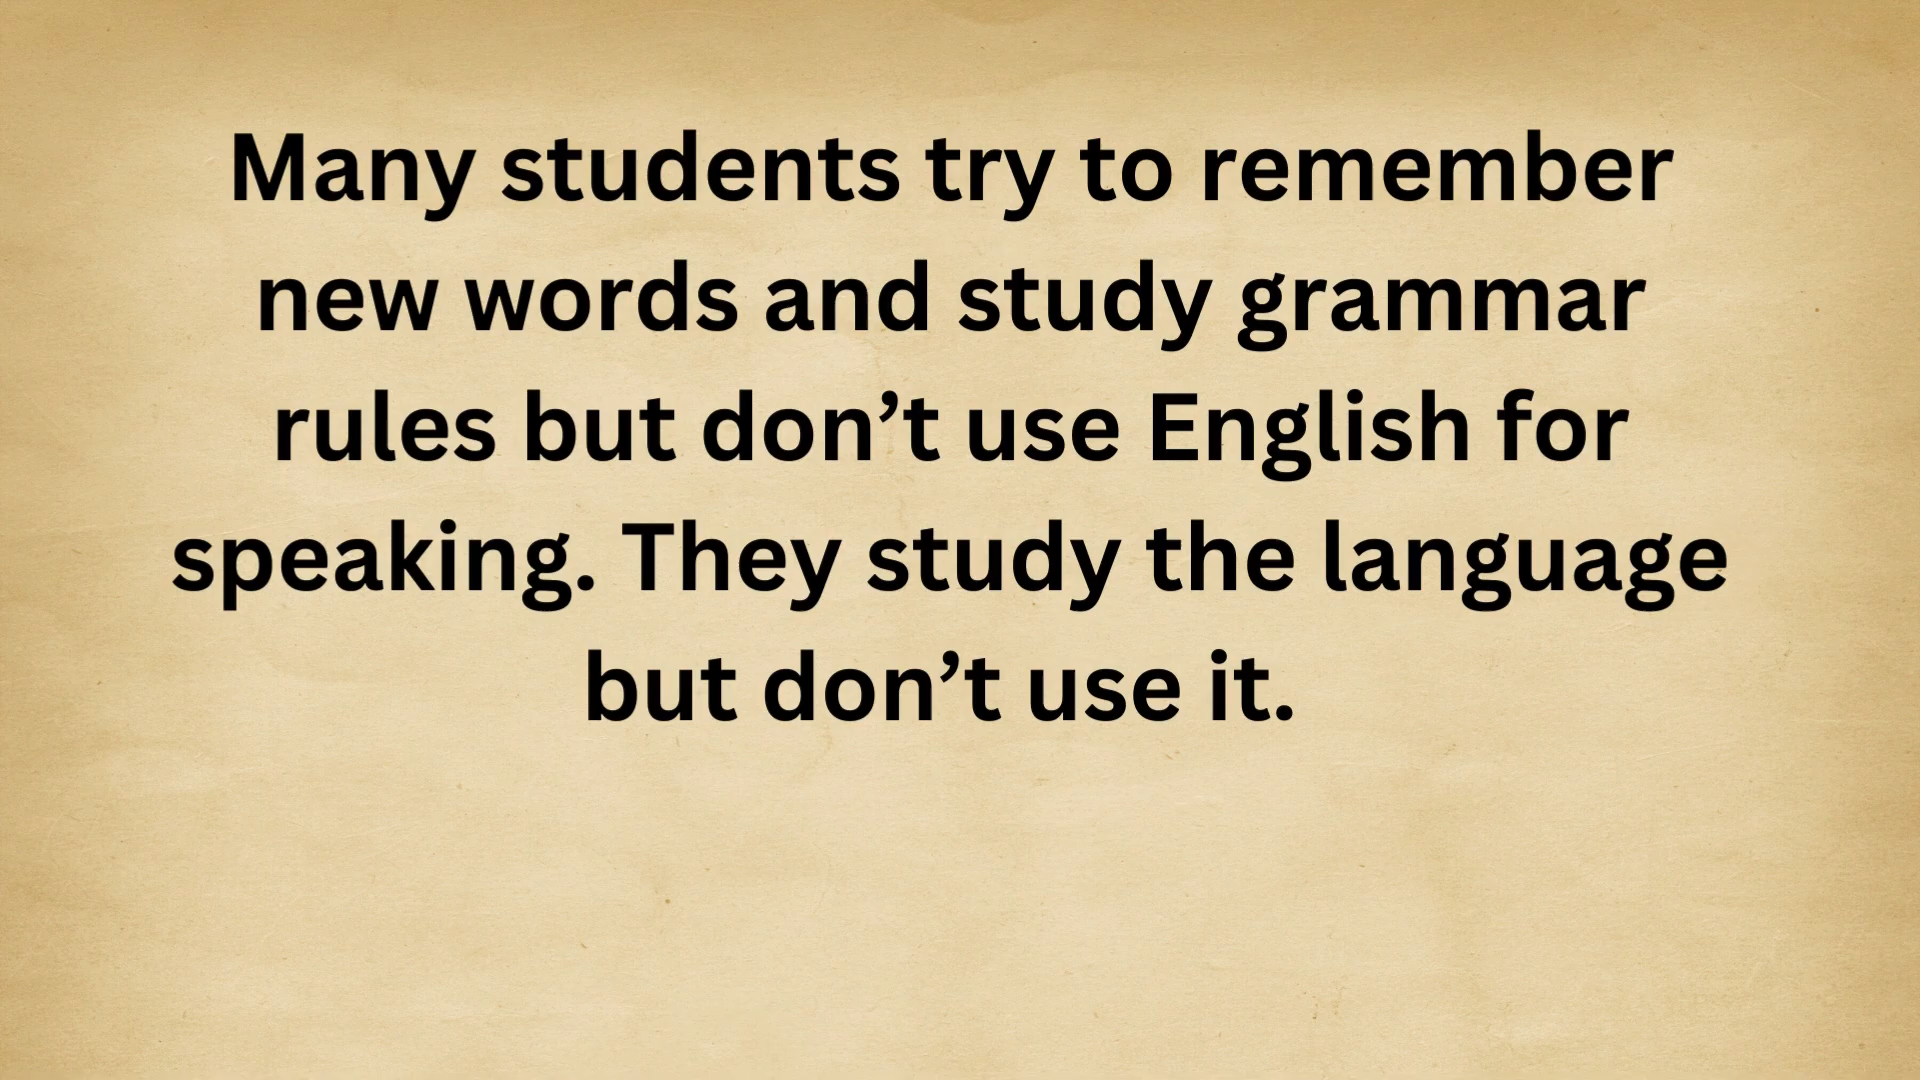 Many students try to remember
new words and study grammar
rules but don’t use English for
speaking. They study the language
but don’t use it.